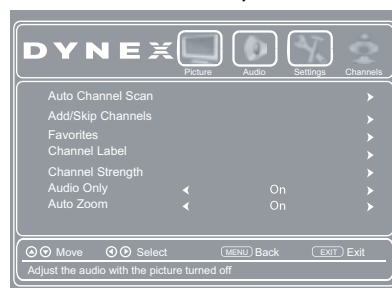 DYNEX
Picture Audio Settings Channels
Auto Channel Scan
Add/Skip Channels
Favorites
Channel Label
Channel Strength
Audio Only On
Auto Zoom On
Move Select MENU Back EXIT Exit
Adjust the audio with the picture turned off